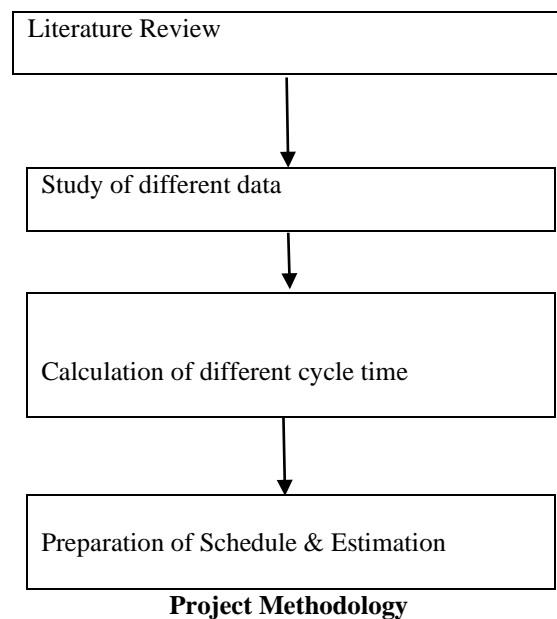 Literature Review
Study of different data
Calculation of different cycle time
Preparation of Schedule & Estimation
Project Methodology